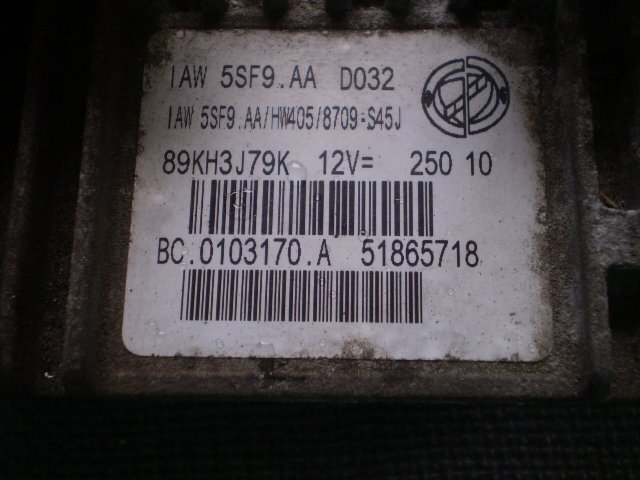 IAW 5SF9.AA D032
IAW 5SF9.AA/HW405/8709-S45J
89KH3J79K 12V= 250 10
BC.0103170.A 51865718